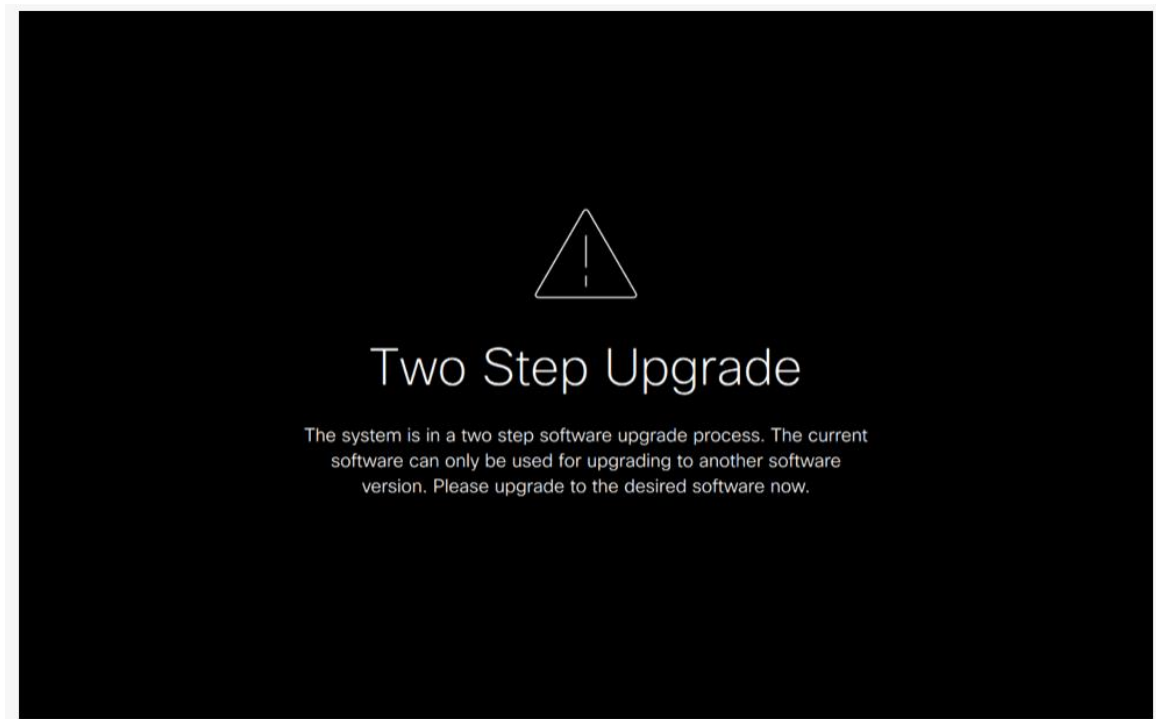 Two Step Upgrade
The system is in a two step software upgrade process. The current
software can only be used for upgrading to another software
version. Please upgrade to the desired software now.